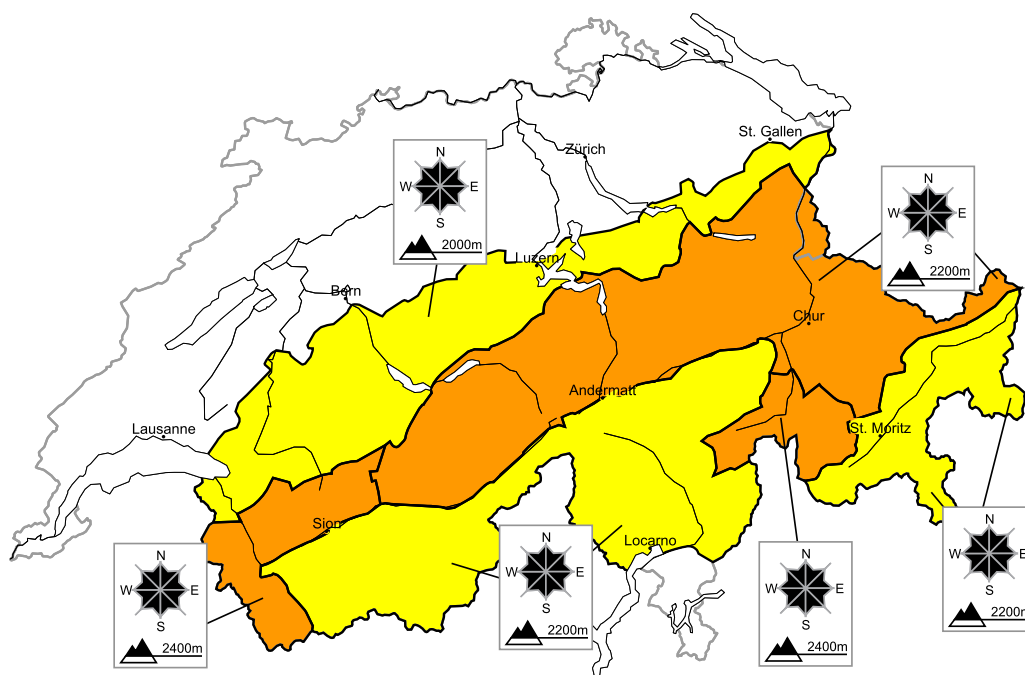 St. Gallen
Zürich
N
W E
S
2000m
N
W E
S
2200m
Luzern
Bern
Chur
Andermatt
Lausanne
St. Moritz
Sion
Locarno
N
W E
S
2400m
N
W E
S
2200m
N
W E
S
2400m
N
W E
S
2200m